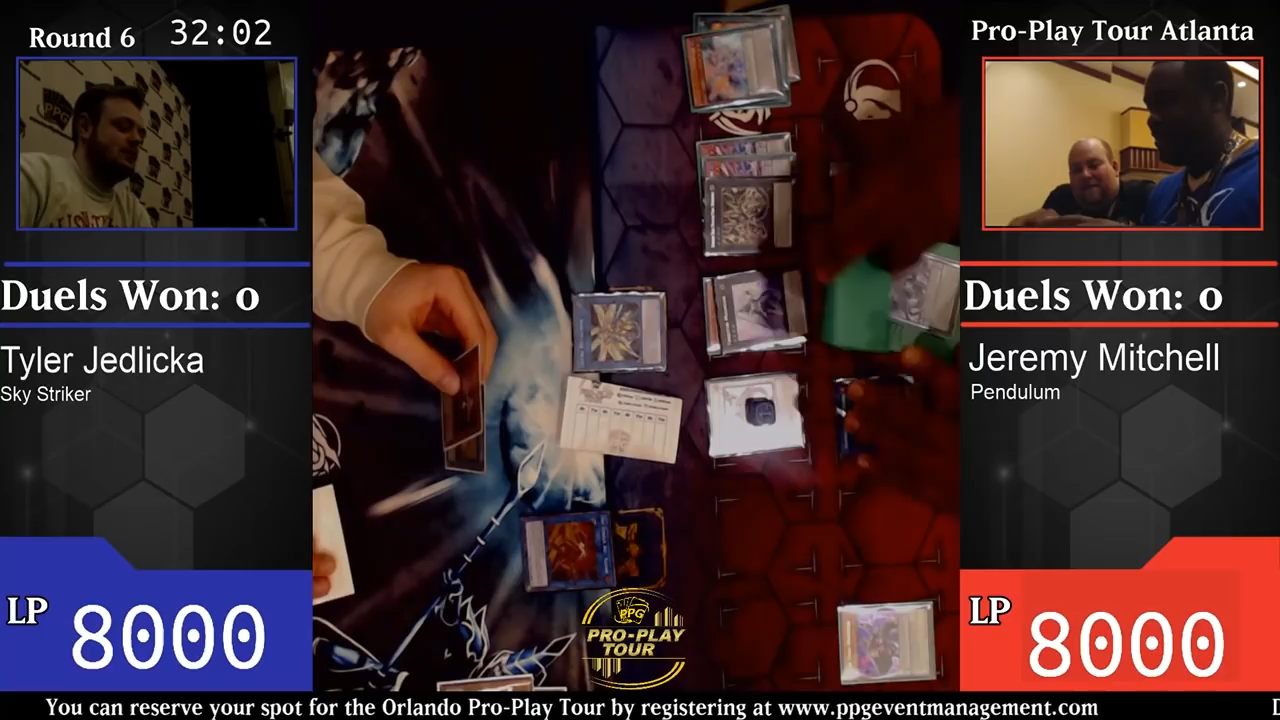 Round 6
32:02
Pro-Play Tour Atlanta
PPG
Duels Won: 0
Tyler Jedlicka
Sky Striker
Duels Won: 0
Jeremy Mitchell
Pendulum
LP
8000
LP
8000
PPG
PRO-PLAY
TOUR
You can reserve your spot for the Orlando Pro-Play Tour by registering at www.ppgeventmanagement.com